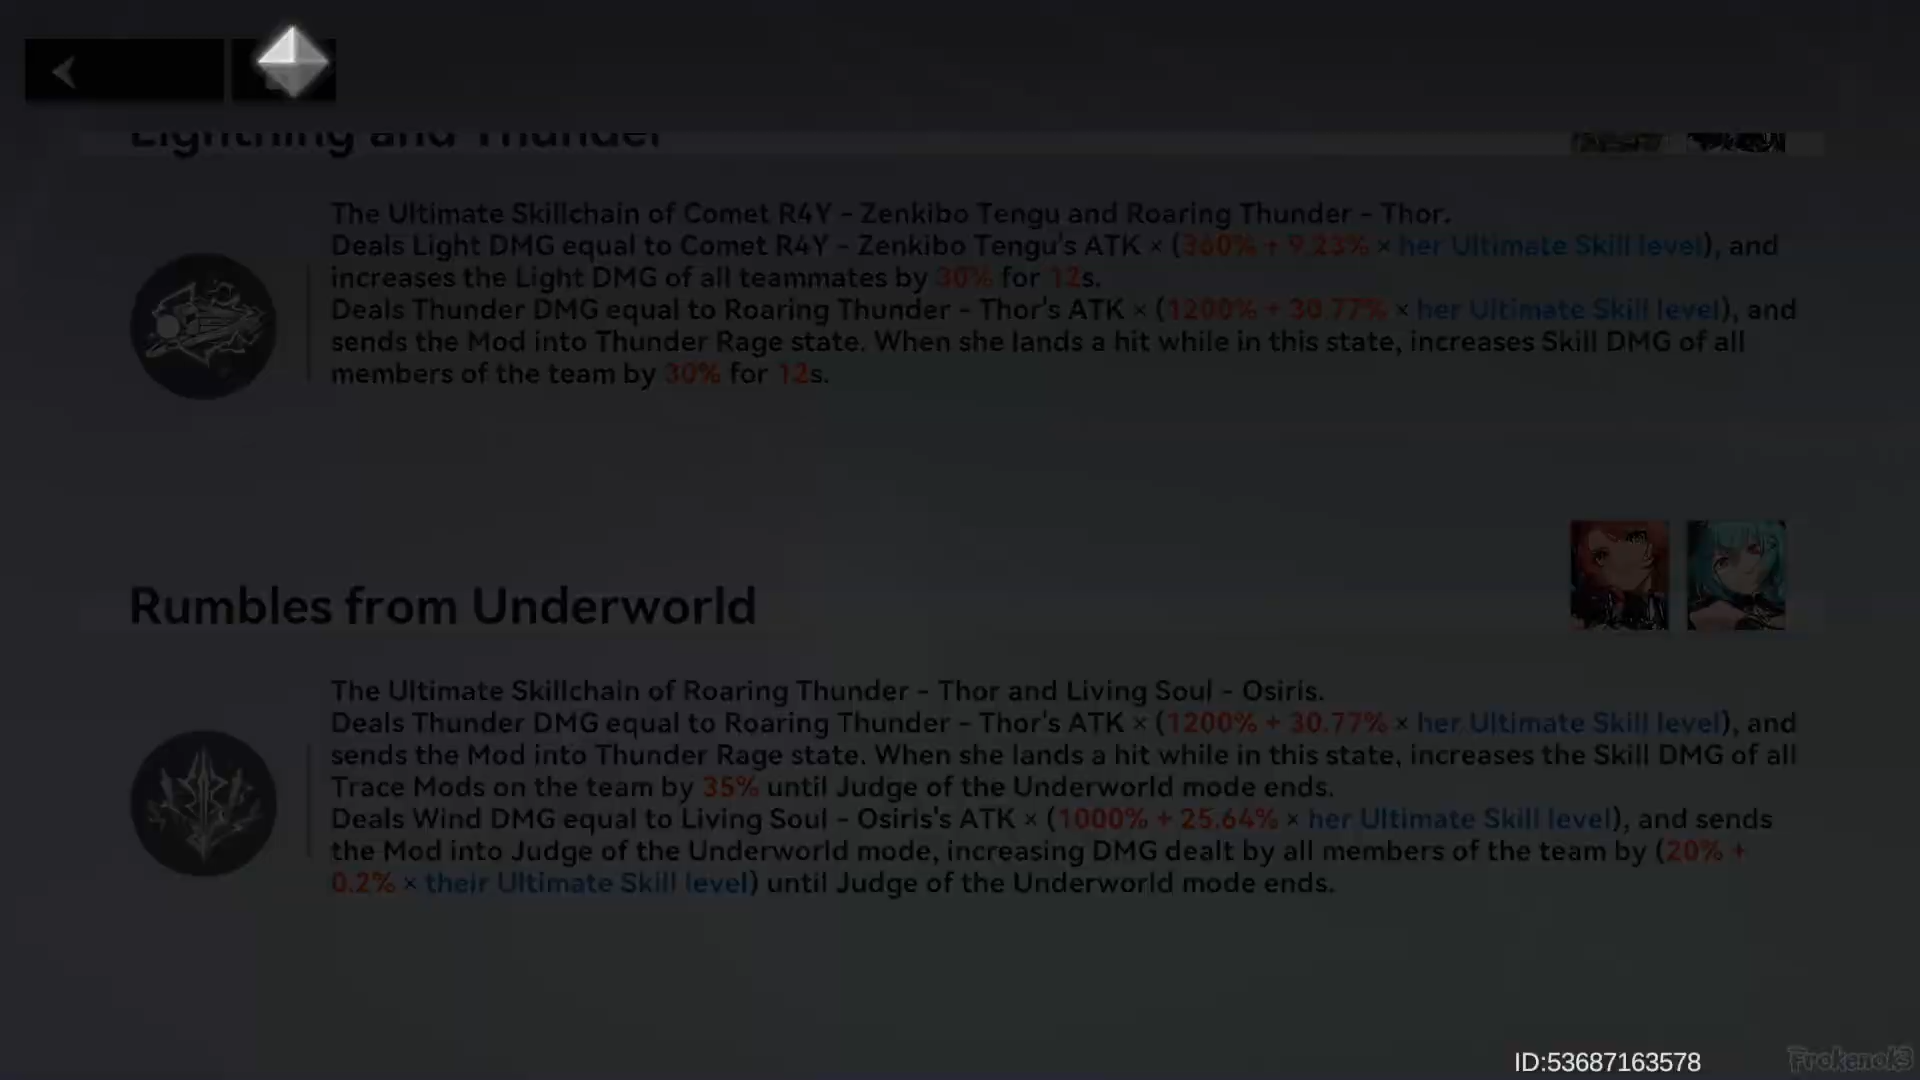 Lightning and Thunder
The Ultimate Skillchain of Comet R4Y - Zenkibo Tengu and Roaring Thunder - Thor.
Deals Light DMG equal to Comet R4Y - Zenkibo Tengu's ATK × (360% + 9.23% × her Ultimate Skill level), and
increases the Light DMG of all teammates by 30% for 12s.
Deals Thunder DMG equal to Roaring Thunder - Thor's ATK × (1200% + 30.77% × her Ultimate Skill level), and
sends the Mod into Thunder Rage state. When she lands a hit while in this state, increases Skill DMG of all
members of the team by 30% for 12s.
Rumbles from Underworld
The Ultimate Skillchain of Roaring Thunder - Thor and Living Soul - Osiris.
Deals Thunder DMG equal to Roaring Thunder - Thor's ATK × (1200% + 30.77% × her Ultimate Skill level), and
sends the Mod into Thunder Rage state. When she lands a hit while in this state, increases the Skill DMG of all
Trace Mods on the team by 35% until Judge of the Underworld mode ends.
Deals Wind DMG equal to Living Soul - Osiris's ATK × (1000% + 25.64% × her Ultimate Skill level), and sends
the Mod into Judge of the Underworld mode, increasing DMG dealt by all members of the team by (20% +
0.2% × their Ultimate Skill level) until Judge of the Underworld mode ends.
ID:53687163578
Frokenok3